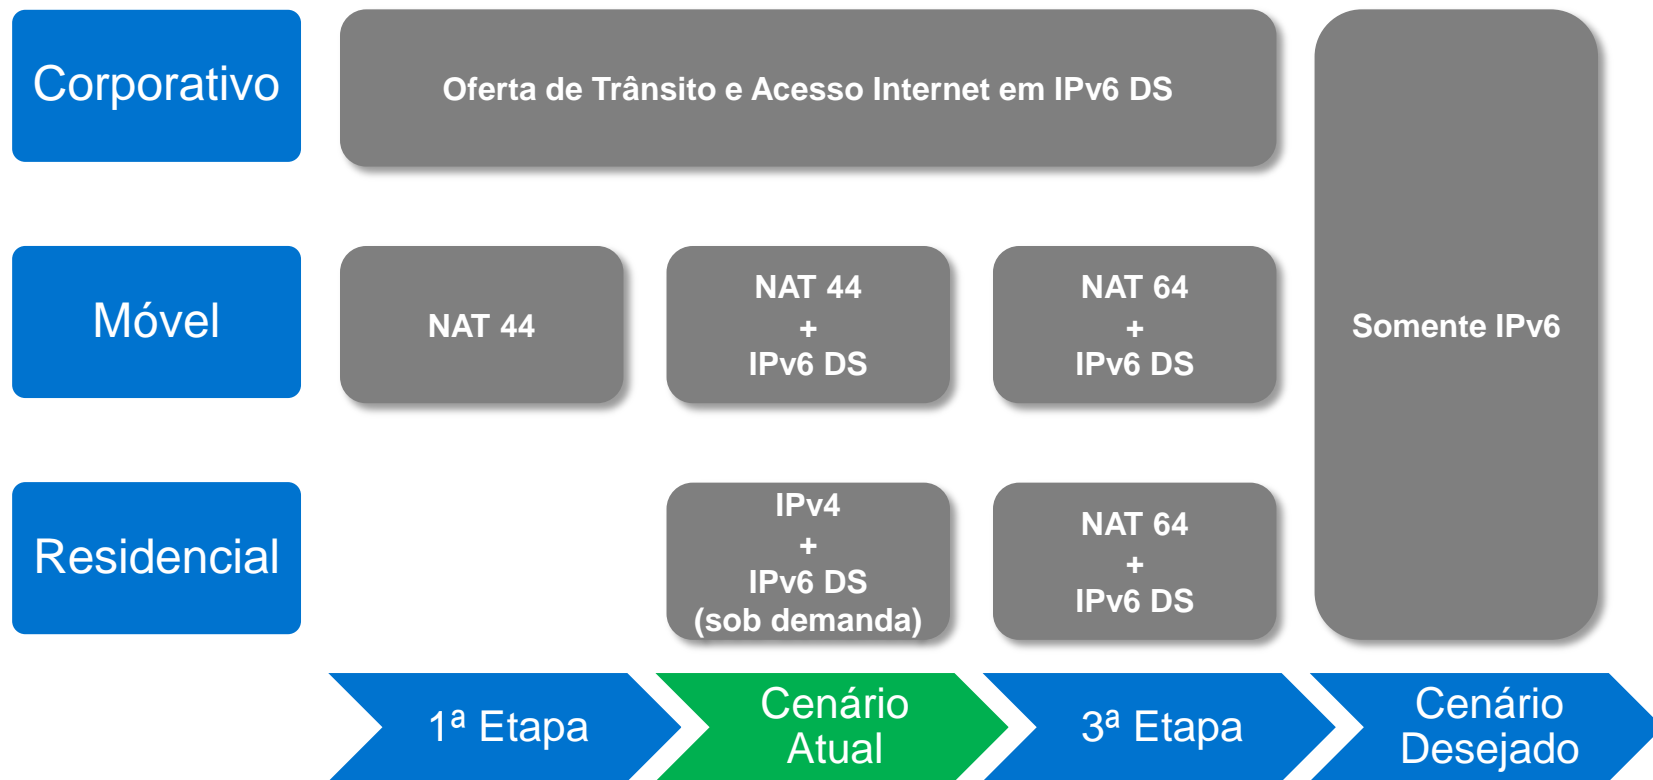 Corporativo
Oferta de Trânsito e Acesso Internet em IPv6 DS
Móvel
NAT 44
NAT 44
+
IPv6 DS
NAT 64
+
IPv6 DS
Somente IPv6
Residencial
IPv4
+
IPv6 DS
(sob demanda)
NAT 64
+
IPv6 DS
1ª Etapa
Cenário
Atual
3ª Etapa
Cenário
Desejado